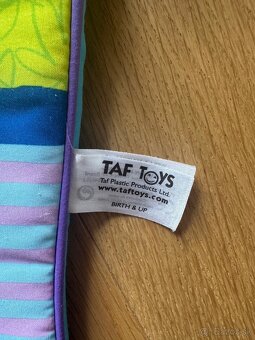 TAF TOYS
Taf Plastic Products Ltd.
www.taftoys.com
BIRTH & UP